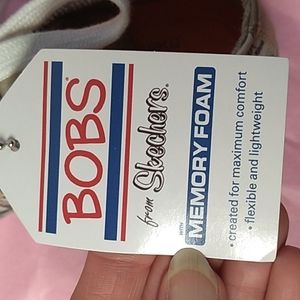 BOBS
from Skechers
WITH
MEMORY FOAM
• created for maximum comfort
• flexible and lightweight